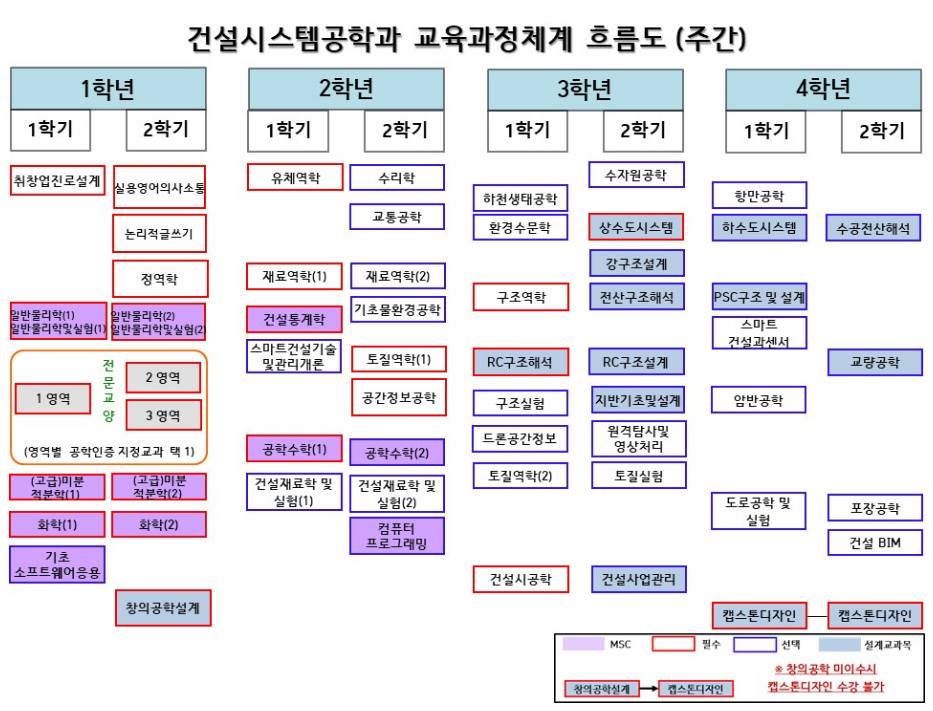 건설시스템공학과 교육과정체계 흐름도 (주간)
1학년
1학기
2학기
취창업진로설계
실용영어의사소통
논리적글쓰기
정역학
일반물리학(1)
일반물리학및실험(1)
일반물리학(2)
일반물리학및실험(2)
전문교양
1 영역
2 영역
3 영역
(영역별 공학인증 지정교과 택 1)
(고급)미분
적분학(1)
(고급)미분
적분학(2)
화학(1)
화학(2)
기초
소프트웨어응용
창의공학설계
2학년
1학기
2학기
유체역학
수리학
교통공학
재료역학(1)
재료역학(2)
건설통계학
기초물환경공학
스마트건설기술
및관리개론
토질역학(1)
공간정보공학
공학수학(1)
공학수학(2)
건설재료학 및
실험(1)
건설재료학 및
실험(2)
컴퓨터
프로그래밍
3학년
1학기
2학기
수자원공학
하천생태공학
환경수문학
상수도시스템
강구조설계
구조역학
전산구조해석
RC구조해석
RC구조설계
구조실험
지반기초및설계
드론공간정보
원격탐사및
영상처리
토질역학(2)
토질실험
건설시공학
건설사업관리
4학년
1학기
2학기
항만공학
하수도시스템
수공전산해석
PSC구조 및 설계
스마트
건설과센서
교량공학
암반공학
도로공학 및
실험
포장공학
건설 BIM
캡스톤디자인
캡스톤디자인
MSC
필수
선택
설계교과목
창의공학설계
캡스톤디자인
※ 창의공학 미이수시
캡스톤디자인 수강 불가